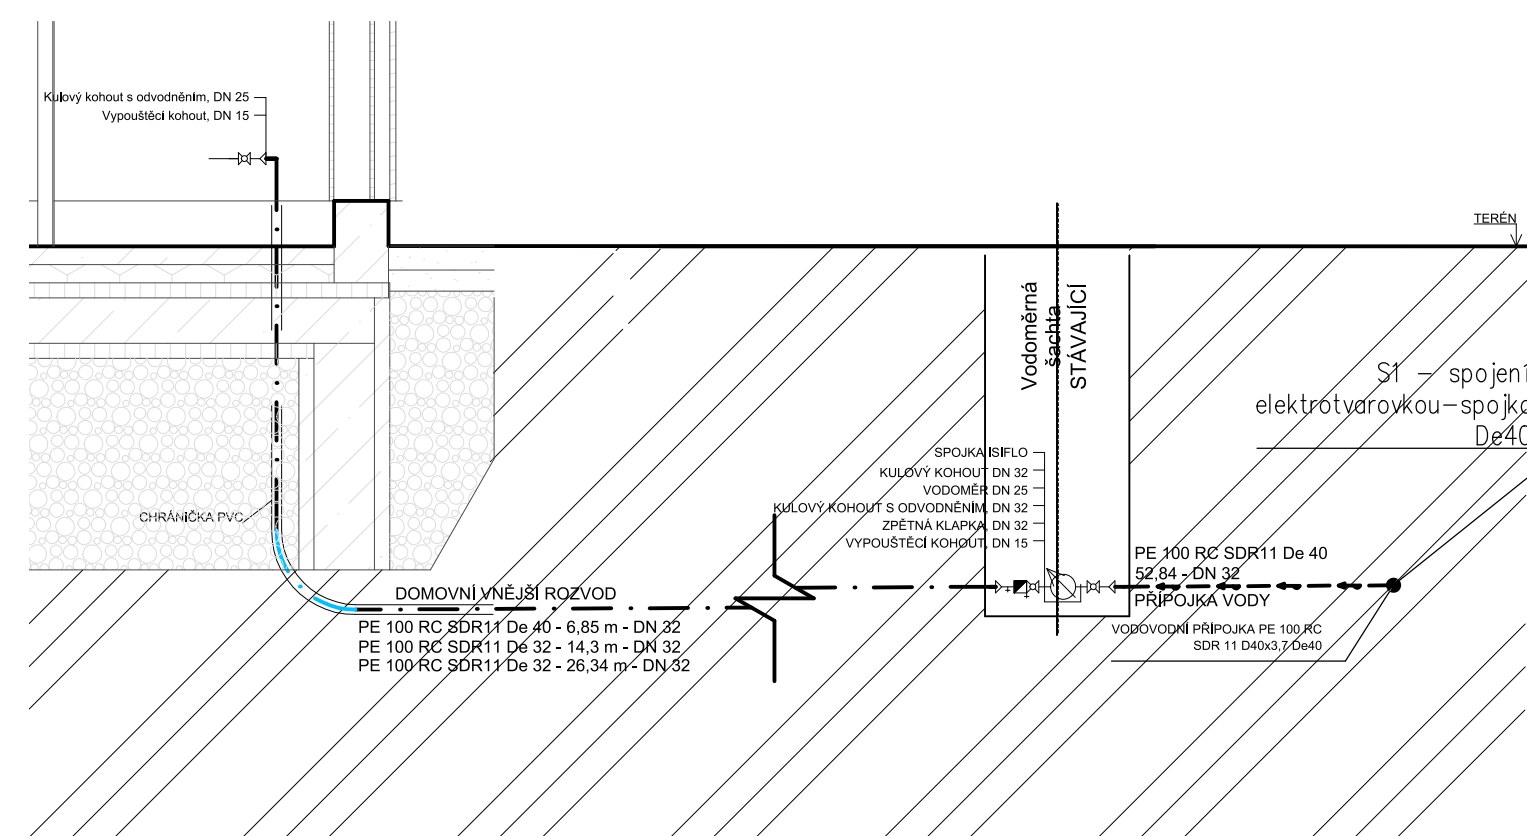 Kulový kohout s odvodněním, DN 25
Vypouštěcí kohout, DN 15
TERÉN
Vodoměrná
šachta
STÁVAJÍCÍ
S1 – spojení
elektrotvarovkou–spojko
De40
SPOJKA ISIFLO
KULOVÝ KOHOUT DN 32
VODOMĚR DN 25
KULOVÝ KOHOUT S ODVODNĚNÍM, DN 32
ZPĚTNÁ KLAPKA, DN 32
VYPOUŠTĚCÍ KOHOUT, DN 15
CHRÁNIČKA PVC
PE 100 RC SDR11 De 40
52,84 - DN 32
PŘÍPOJKA VODY
DOMOVNÍ VNĚJŠÍ ROZVOD
PE 100 RC SDR11 De 40 - 6,85 m - DN 32
PE 100 RC SDR11 De 32 - 14,3 m - DN 32
PE 100 RC SDR11 De 32 - 26,34 m - DN 32
VODOVODNÍ PŘÍPOJKA PE 100 RC
SDR 11 D40x3,7 De40